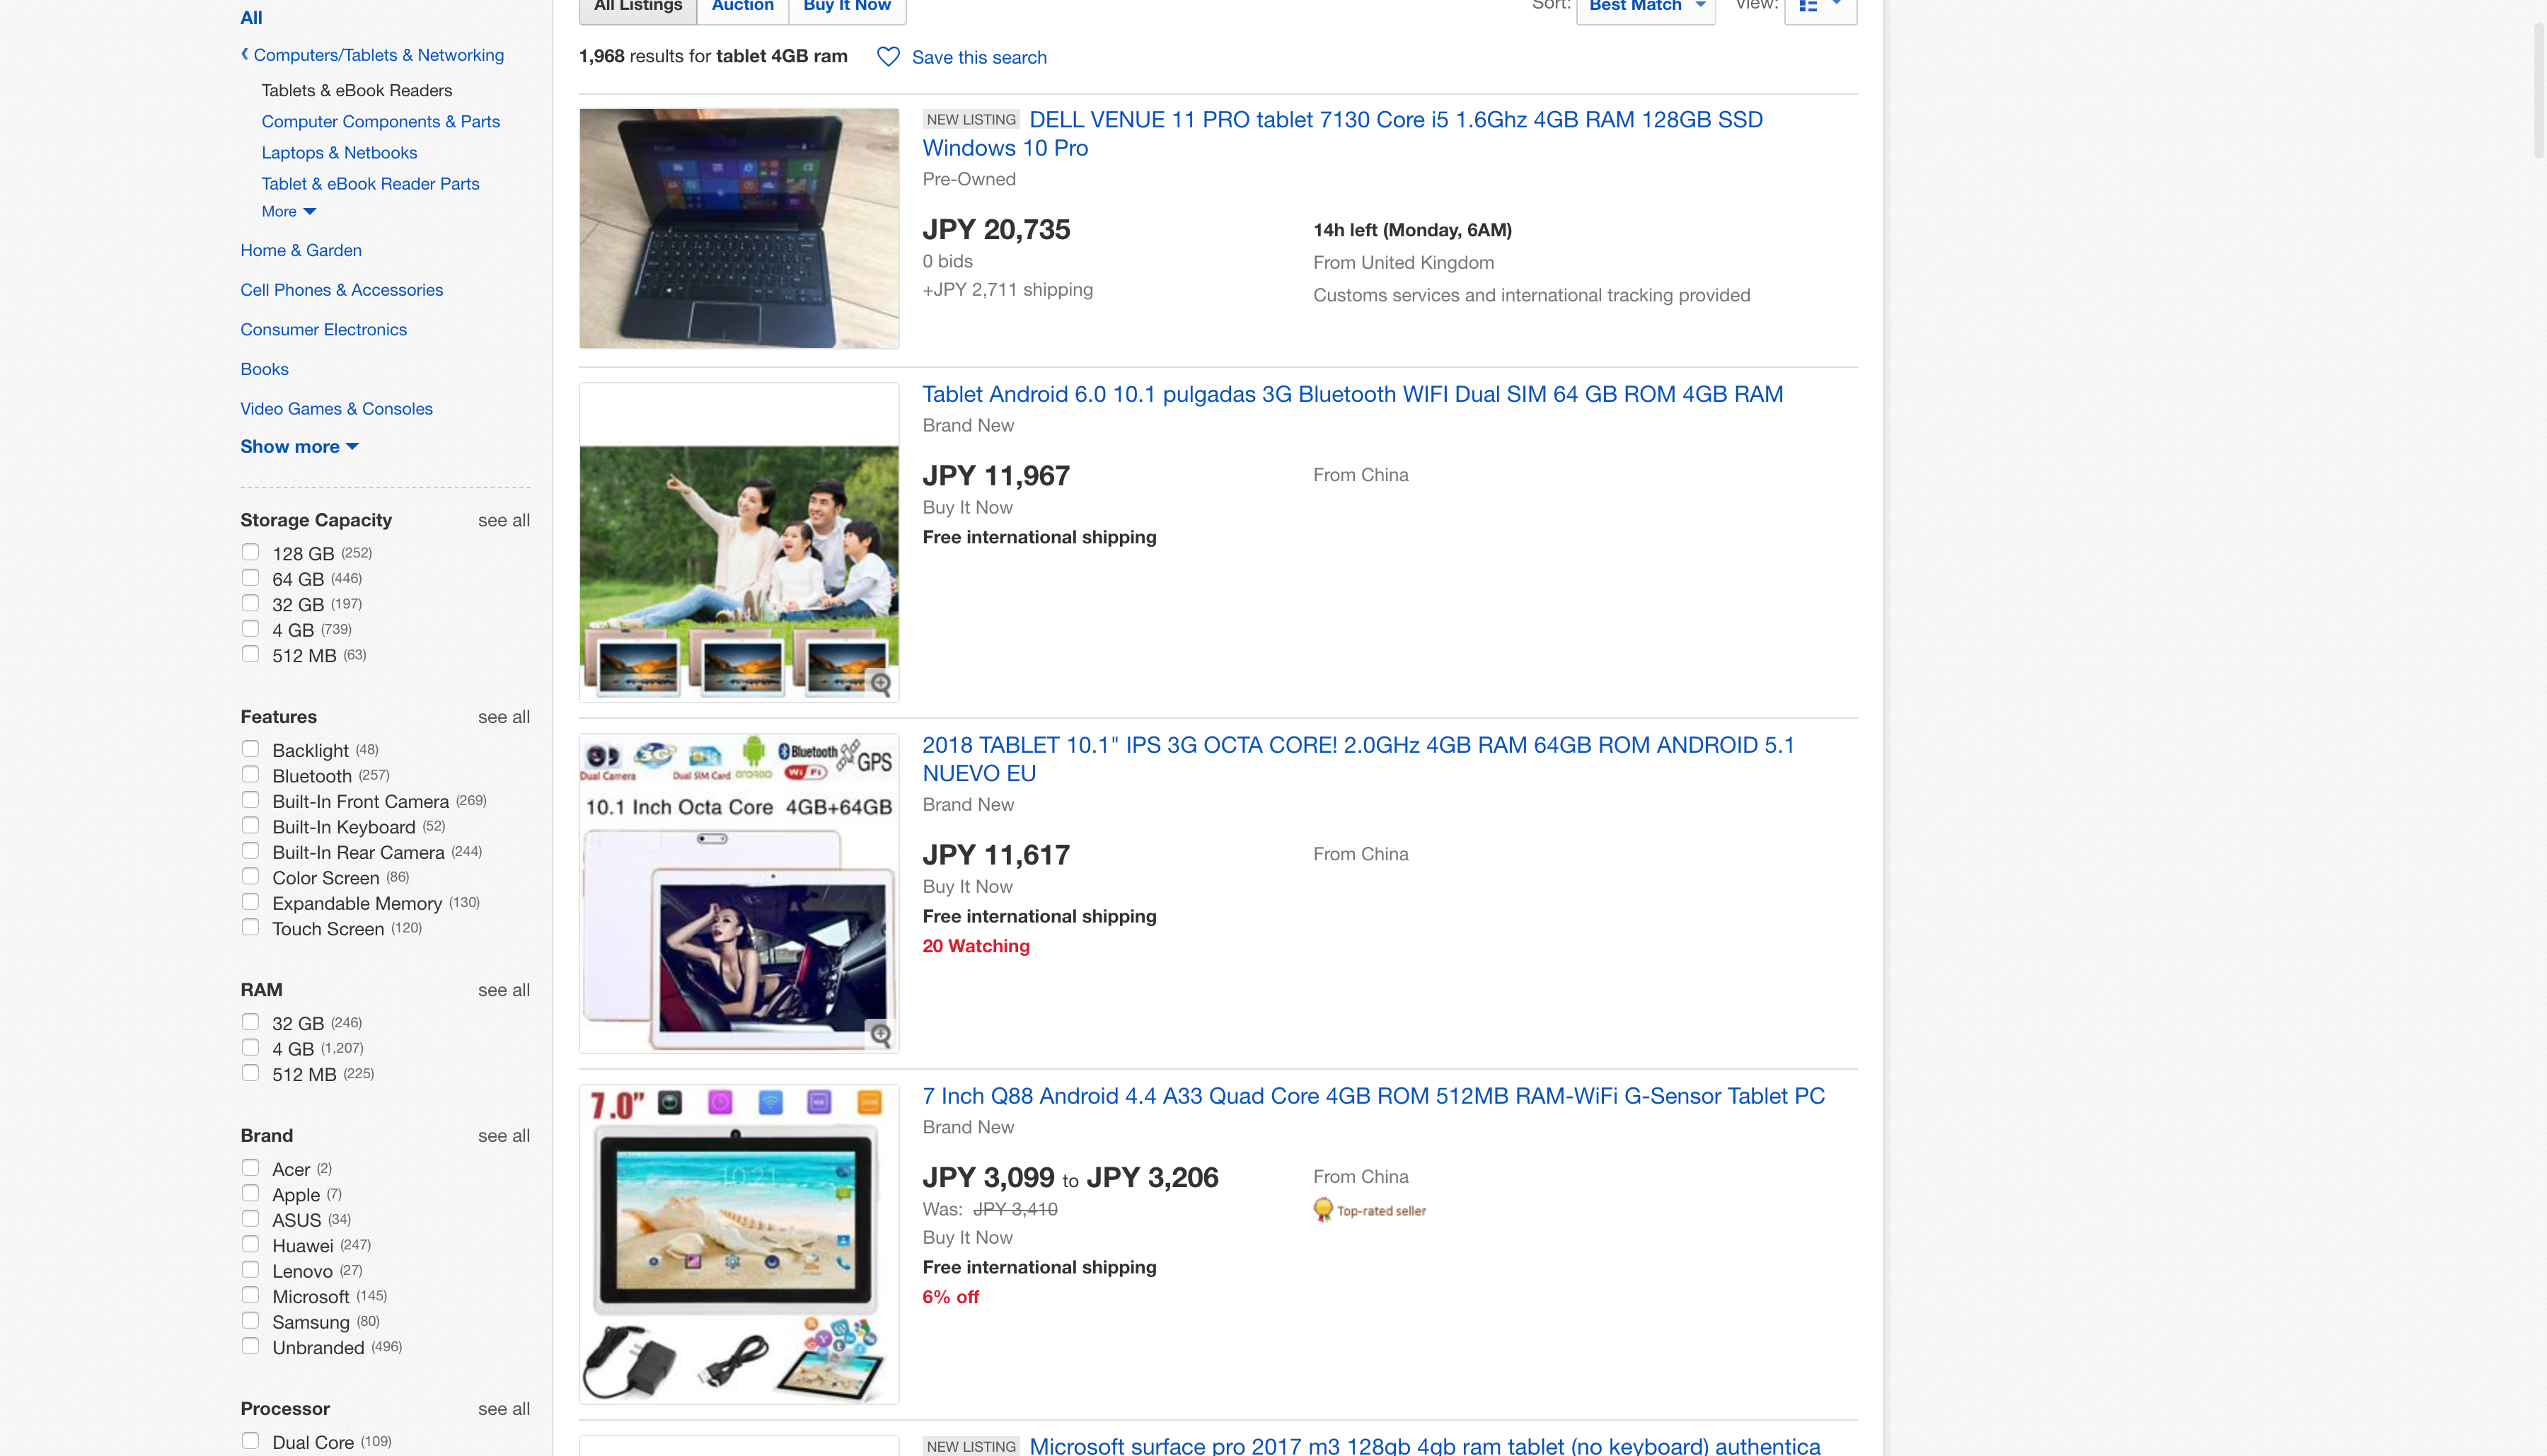 All
Computers/Tablets & Networking
Tablets & eBook Readers
Computer Components & Parts
Laptops & Netbooks
Tablet & eBook Reader Parts
More
Home & Garden
Cell Phones & Accessories
Consumer Electronics
Books
Video Games & Consoles
Show more
Storage Capacity see all
128 GB (252)
64 GB (446)
32 GB (197)
4 GB (739)
512 MB (63)
Features see all
Backlight (48)
Bluetooth (257)
Built-In Front Camera (269)
Built-In Keyboard (52)
Built-In Rear Camera (244)
Color Screen (86)
Expandable Memory (130)
Touch Screen (120)
RAM see all
32 GB (246)
4 GB (1,207)
512 MB (225)
Brand see all
Acer (2)
Apple (7)
ASUS (34)
Huawei (247)
Lenovo (27)
Microsoft (145)
Samsung (80)
Unbranded (496)
Processor see all
Dual Core (109)
All Listings Auction Buy It Now
Sort: Best Match View:
1,968 results for tablet 4GB ram Save this search
NEW LISTING DELL VENUE 11 PRO tablet 7130 Core i5 1.6Ghz 4GB RAM 128GB SSD
Windows 10 Pro
Pre-Owned
JPY 20,735 14h left (Monday, 6AM)
0 bids From United Kingdom
+JPY 2,711 shipping Customs services and international tracking provided
Tablet Android 6.0 10.1 pulgadas 3G Bluetooth WIFI Dual SIM 64 GB ROM 4GB RAM
Brand New
JPY 11,967 From China
Buy It Now
Free international shipping
3G Bluetooth GPS
Dual Camera Dual SIM Card ANDROID WiFi
10.1 Inch Octa Core 4GB+64GB
2018 TABLET 10.1" IPS 3G OCTA CORE! 2.0GHz 4GB RAM 64GB ROM ANDROID 5.1
NUEVO EU
Brand New
JPY 11,617 From China
Buy It Now
Free international shipping
20 Watching
7.0”
10:21
7 Inch Q88 Android 4.4 A33 Quad Core 4GB ROM 512MB RAM-WiFi G-Sensor Tablet PC
Brand New
JPY 3,099 to JPY 3,206 From China
Was: JPY 3,410 Top-rated seller
Buy It Now
Free international shipping
6% off
NEW LISTING Microsoft surface pro 2017 m3 128gb 4gb ram tablet (no keyboard) authentica